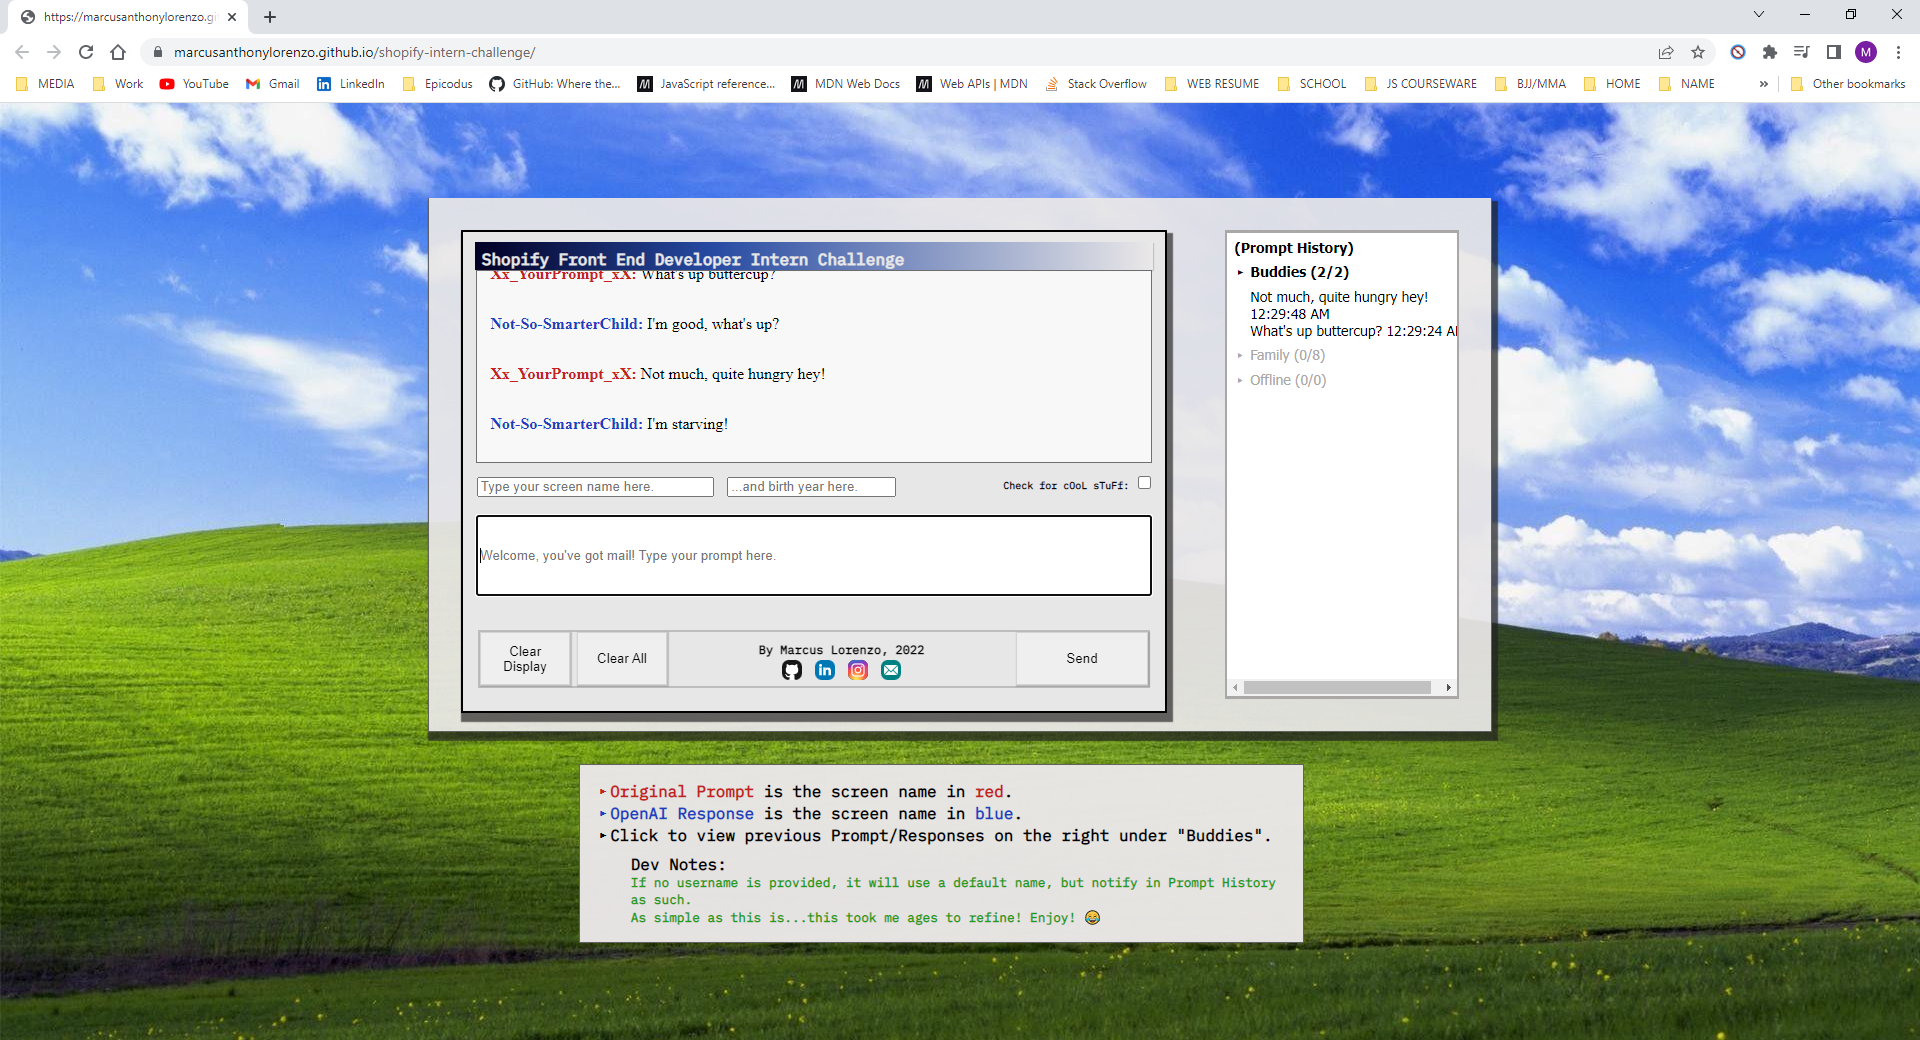 https://marcusanthonylorenzo.gi
marcusanthonylorenzo.github.io/shopify-intern-challenge/
M
MEDIA
Work
YouTube
Gmail
LinkedIn
Epicodus
GitHub: Where the...
JavaScript reference...
MDN Web Docs
Web APIs | MDN
Stack Overflow
WEB RESUME
SCHOOL
JS COURSEWARE
BJJ/MMA
HOME
NAME
»
Other bookmarks
Shopify Front End Developer Intern Challenge
Xx_YourPrompt_xX: What's up buttercup?
Not-So-SmarterChild: I'm good, what's up?
Xx_YourPrompt_xX: Not much, quite hungry hey!
Not-So-SmarterChild: I'm starving!
Type your screen name here.
...and birth year here.
Check for cOoL sTuFf:
Welcome, you've got mail! Type your prompt here.
Clear
Display
Clear All
By Marcus Lorenzo, 2022
Send
(Prompt History)
Buddies (2/2)
Not much, quite hungry hey!
12:29:48 AM
What's up buttercup? 12:29:24 AM
Family (0/8)
Offline (0/0)
Original Prompt is the screen name in red.
OpenAI Response is the screen name in blue.
Click to view previous Prompt/Responses on the right under "Buddies".
Dev Notes:
If no username is provided, it will use a default name, but notify in Prompt History
as such.
As simple as this is...this took me ages to refine! Enjoy! 😂